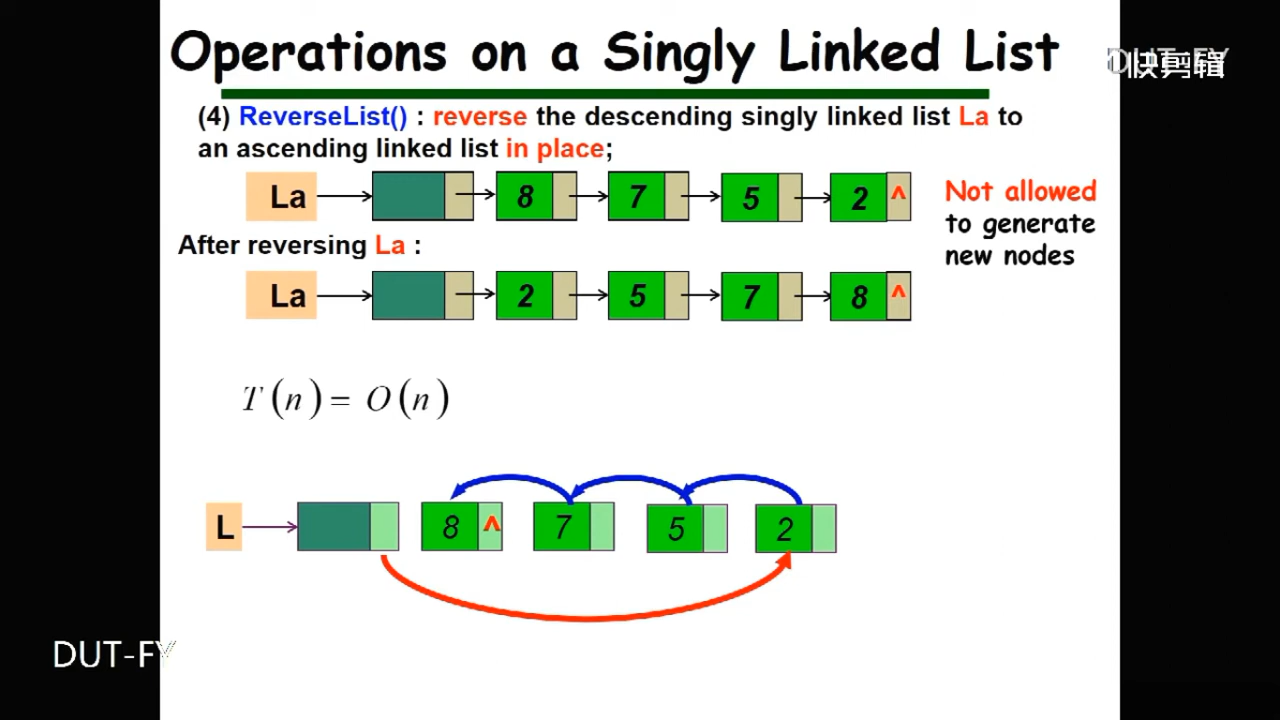 Operations on a Singly Linked List
(4) ReverseList() : reverse the descending singly linked list La to
an ascending linked list in place;
La 8 7 5 2 ^
Not allowed
to generate
new nodes
After reversing La :
La 2 5 7 8 ^
T(n) = O(n)
L 8 ^ 7 5 2
DUT-FY